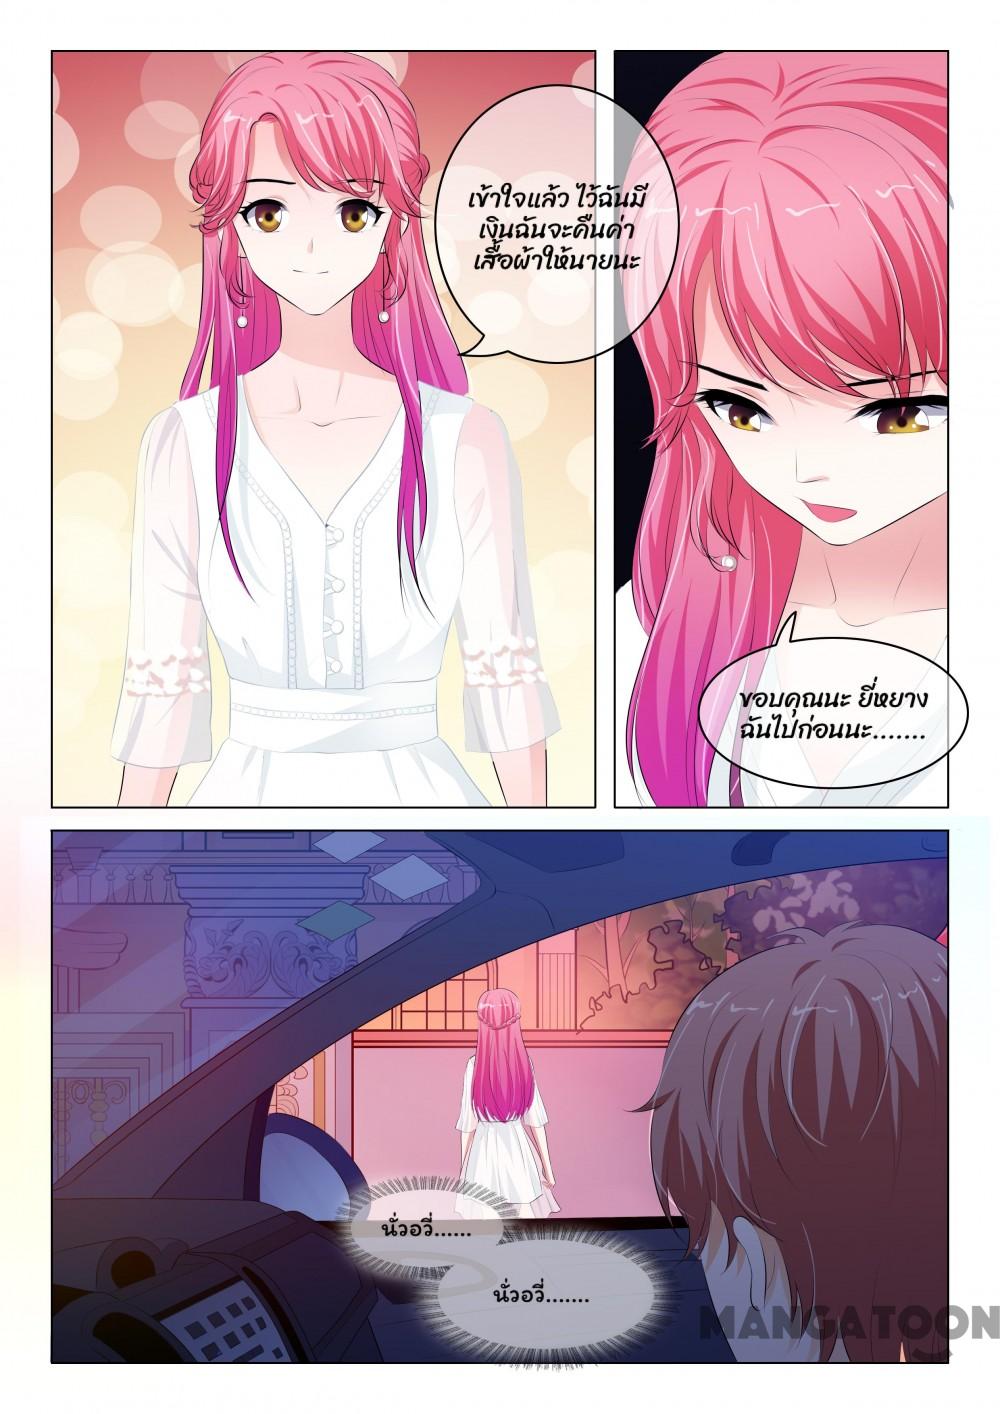 เข้าใจแล้ว ไว้ฉันมี
เงินฉันจะคืนค่า
เสื้อผ้าให้นายนะ
ขอบคุณนะ ยี่หยาง
ฉันไปก่อนนะ.......
นั่วอวี่......
นั่วอวี่.......
MANGATOON